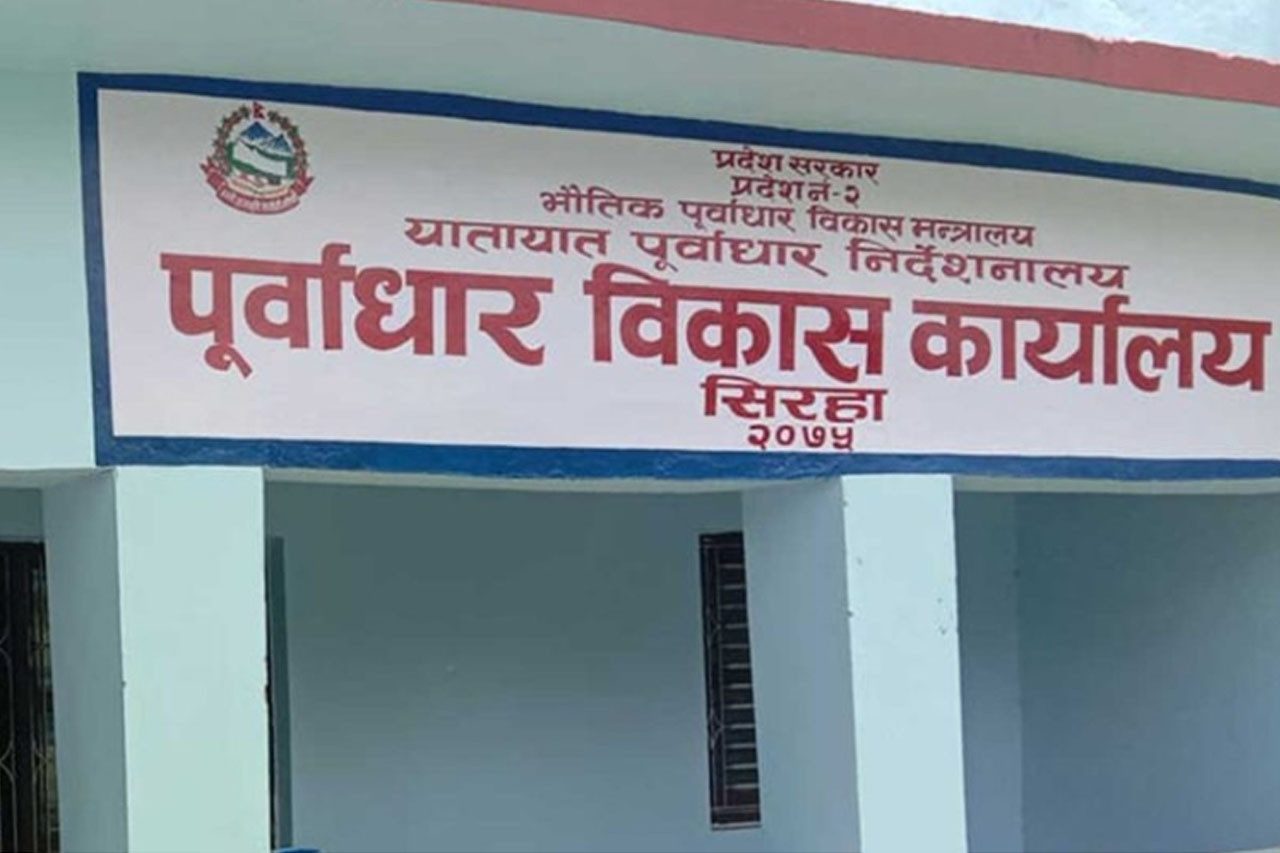 प्रदेश सरकार
प्रदेश नं-२
भौतिक पूर्वाधार विकास मन्त्रालय
यातायात पूर्वाधार निर्देशनालय
पूर्वाधार विकास कार्यालय
सिरहा
२०७५